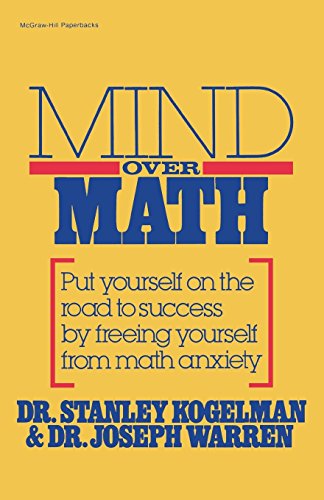 McGraw-Hill Paperbacks
MIND
OVER
MATH
Put yourself on the
road to success
by freeing yourself
from math anxiety
DR. STANLEY KOGELMAN
& DR. JOSEPH WARREN